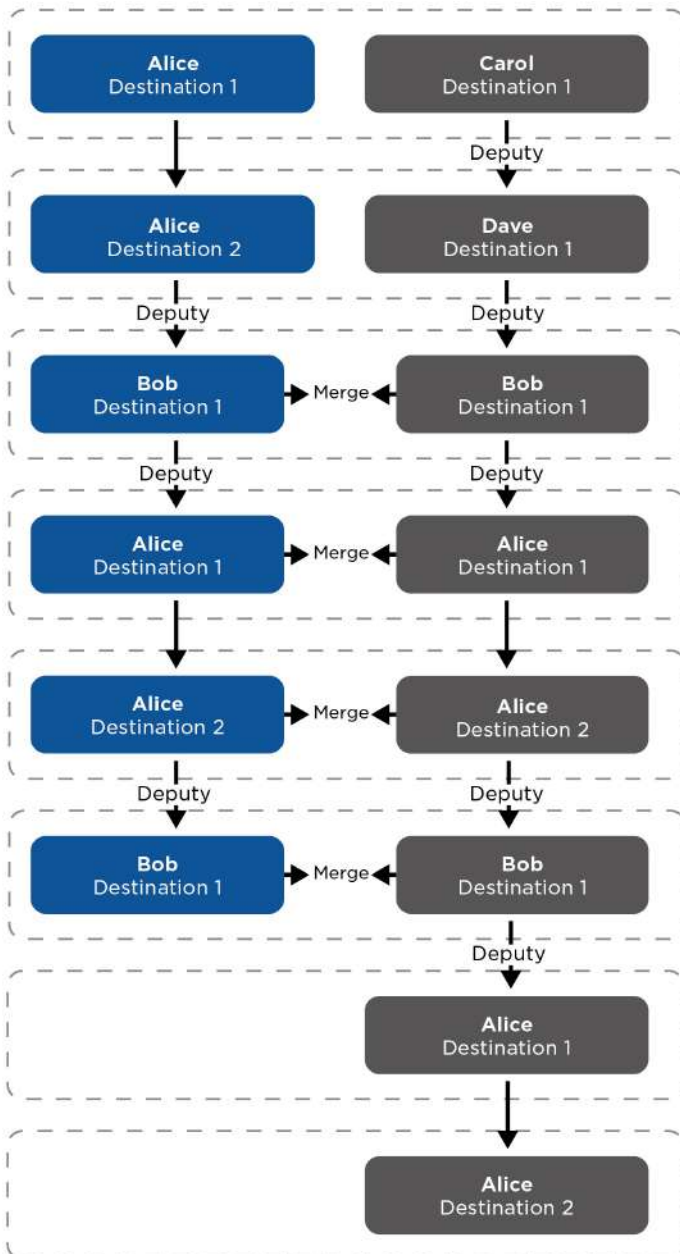 Alice
Destination 1
Carol
Destination 1
Deputy
Alice
Destination 2
Dave
Destination 1
Deputy
Deputy
Bob
Destination 1
Merge
Bob
Destination 1
Deputy
Deputy
Alice
Destination 1
Merge
Alice
Destination 1
Alice
Destination 2
Merge
Alice
Destination 2
Deputy
Deputy
Bob
Destination 1
Merge
Bob
Destination 1
Deputy
Alice
Destination 1
Alice
Destination 2